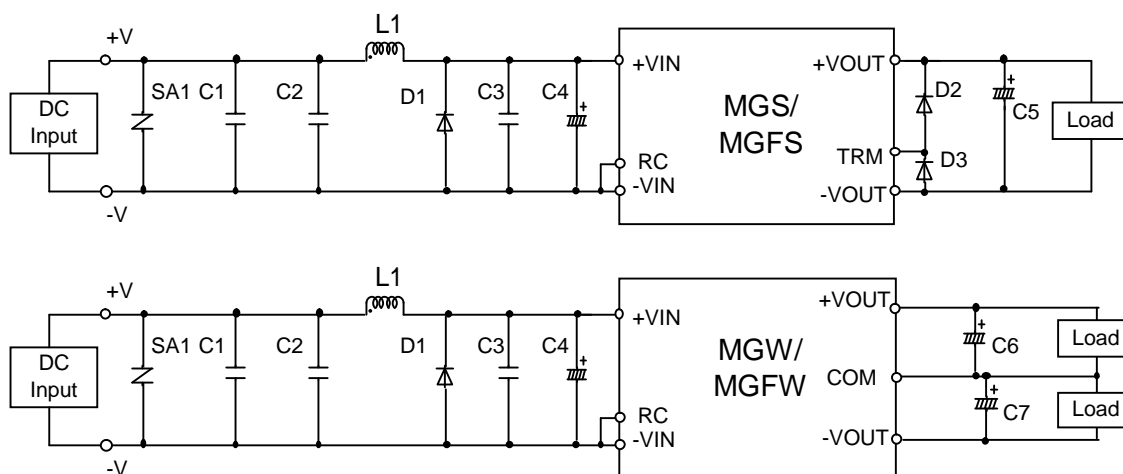 L1
+V
SA1
C1
C2
D1
C3
C4
DC
Input
-V
+VIN
RC
-VIN
MGS/
MGFS
+VOUT
TRM
-VOUT
D2
D3
C5
Load
L1
+V
SA1
C1
C2
D1
C3
C4
DC
Input
-V
+VIN
RC
-VIN
MGW/
MGFW
+VOUT
COM
-VOUT
C6
C7
Load
Load